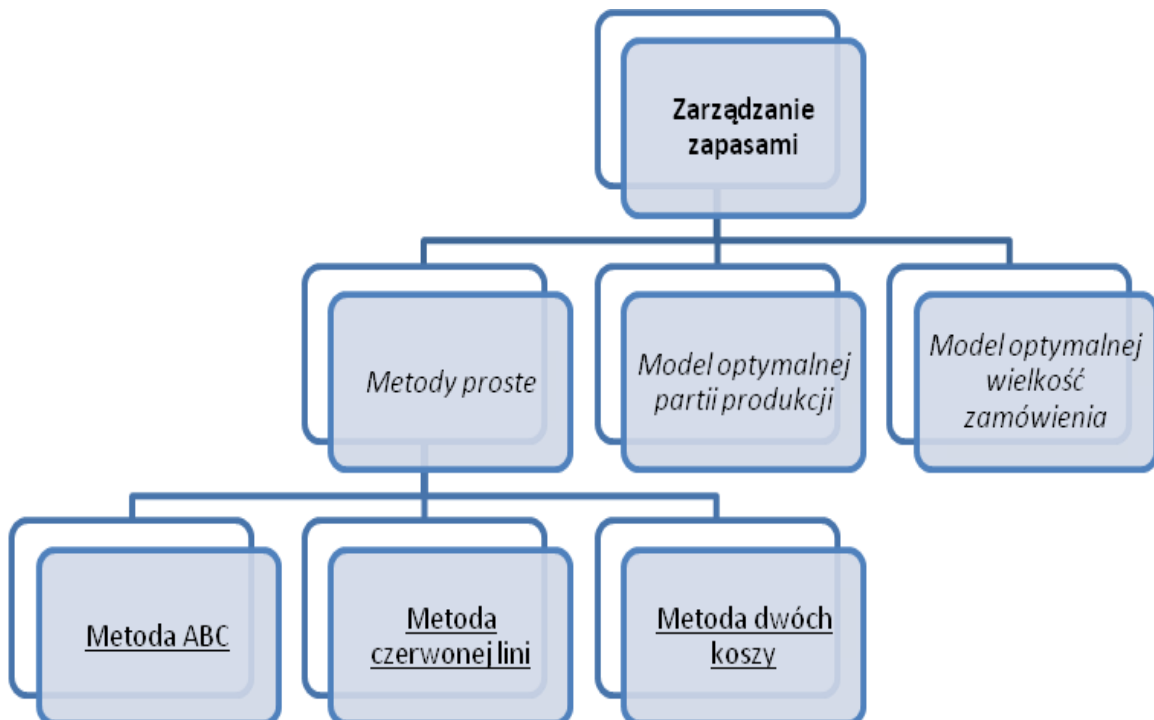 Zarządzanie
zapasami
Metody proste
Model optymalnej
partii produkcji
Model optymalnej
wielkość
zamówienia
Metoda ABC
Metoda
czerwonej lini
Metoda dwóch
koszy